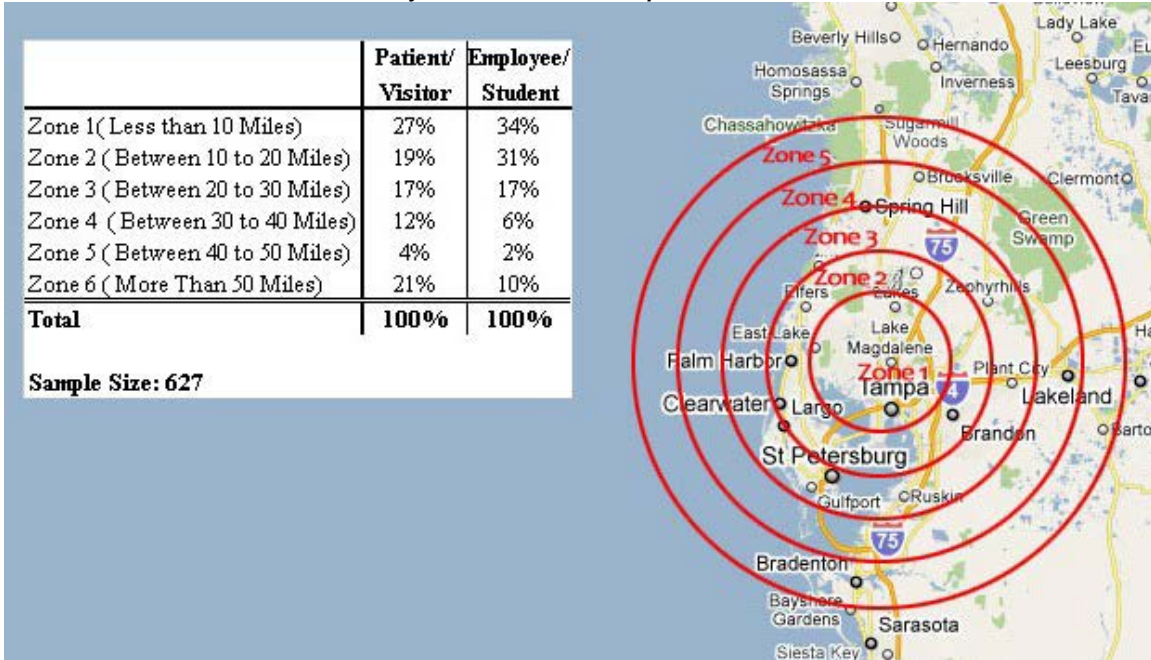 Patient/ Employee/
Visitor Student
Zone 1( Less than 10 Miles) 27% 34%
Zone 2 ( Between 10 to 20 Miles) 19% 31%
Zone 3 ( Between 20 to 30 Miles) 17% 17%
Zone 4 ( Between 30 to 40 Miles) 12% 6%
Zone 5 ( Between 40 to 50 Miles) 4% 2%
Zone 6 ( More Than 50 Miles) 21% 10%
Total 100% 100%
Sample Size: 627
Lady Lake
Beverly Hills
Hernando
Leesburg
Homosassa
Springs
Inverness
Chassahowitzka
Sugarmill
Woods
Zone 5
Brooksville
Clermont
Zone 4
Spring Hill
Green
Swamp
Zone 3
75
Zone 2
Elfers
Zephyrhills
East Lake
Lake
Magdalene
Palm Harbor
Zone 1
Plant City
Tampa
4
Lakeland
Clearwater
Largo
Brandon
St Petersburg
Gulfport
Ruskin
75
Bradenton
Bayshore
Gardens
Sarasota
Siesta Key